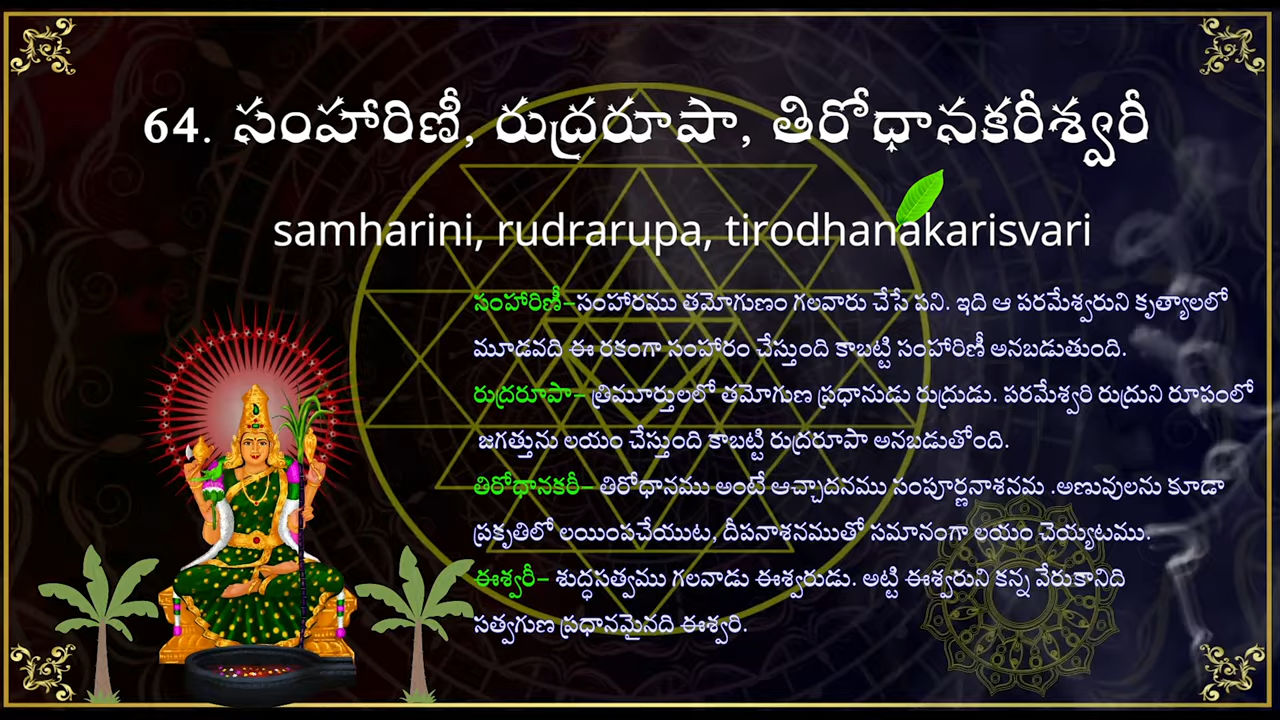 64. సంహారిణీ, రుద్రరూపా, తిరోధానకరీశ్వరీ
samharini, rudrarupa, tirodhanakarisvari
సంహారిణీ–సంహారము తమోగుణం గలవారు చేసే పని. ఇది ఆ పరమేశ్వరుని కృత్యాలలో
మూడవది ఈ రకంగా సంహారం చేస్తుంది కాబట్టి సంహారిణీ అనబడుతుంది.
రుద్రరూపా– త్రిమూర్తులలో తమోగుణ ప్రధానుడు రుద్రుడు. పరమేశ్వరి రుద్రుని రూపంలో
జగత్తును లయం చేస్తుంది కాబట్టి రుద్రరూపా అనబడుతోంది.
తిరోధానకరీ– తిరోధానము అంటే ఆచ్ఛాదనము సంపూర్ణనాశనమ .అణువులను కూడా
ప్రకృతిలో లయింపచేయుట, దీపనాశనముతో సమానంగా లయం చెయ్యటము.
ఈశ్వరీ– శుద్ధసత్వము గలవాడు ఈశ్వరుడు. అట్టి ఈశ్వరుని కన్న వేరుకానిది
సత్వగుణ ప్రధానమైనది ఈశ్వరి.